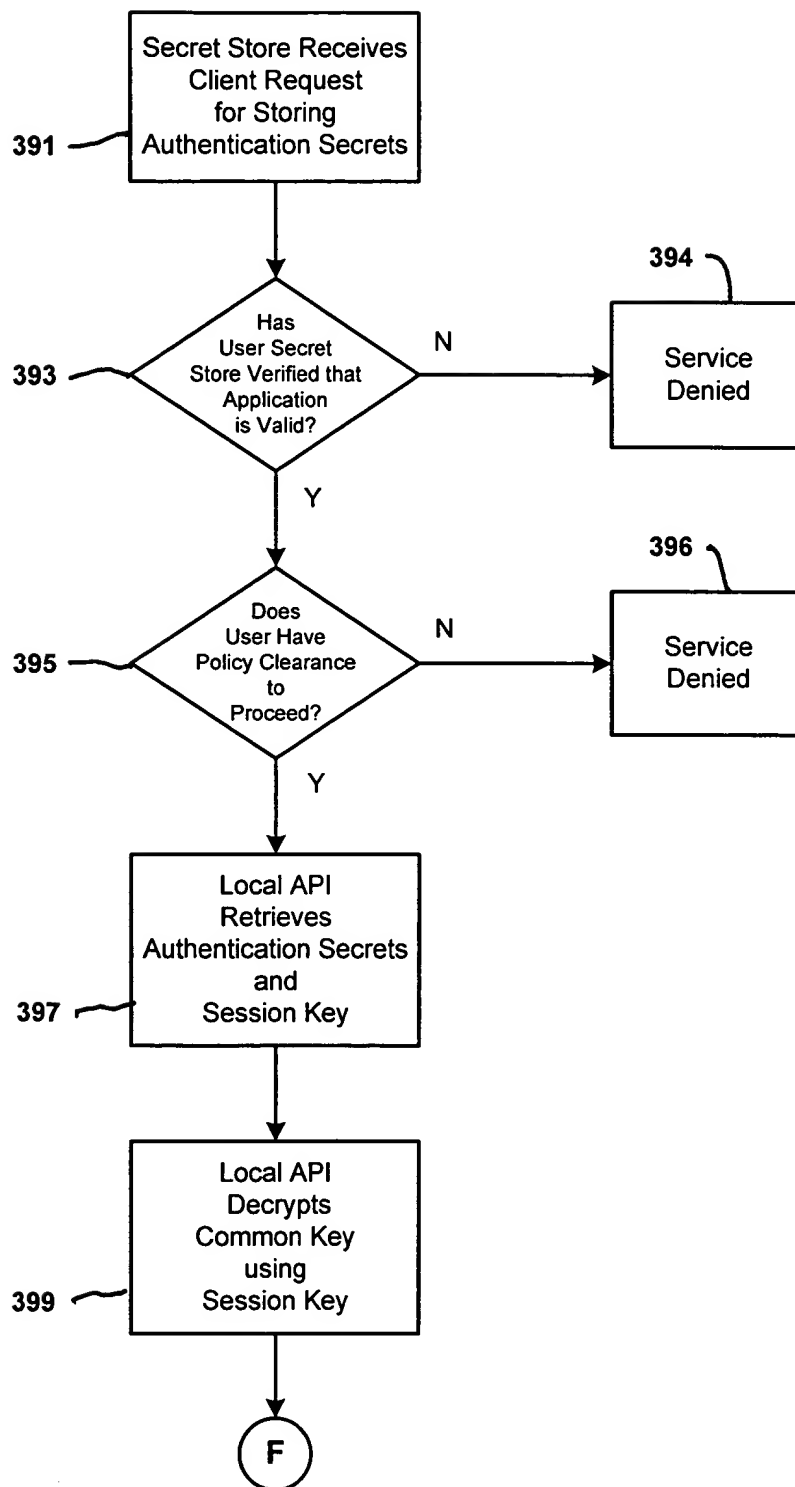 Secret Store Receives
Client Request
for Storing
Authentication Secrets
391
Has
User Secret
Store Verified that
Application
is Valid?
393
N
394
Service
Denied
Y
Does
User Have
Policy Clearance
to
Proceed?
395
N
396
Service
Denied
Y
Local API
Retrieves
Authentication Secrets
and
Session Key
397
Local API
Decrypts
Common Key
using
Session Key
399
F